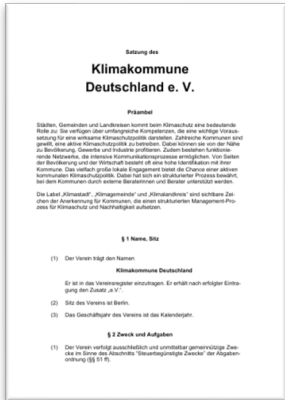 Satzung des
Klimakommune
Deutschland e. V.
Präambel
Städten, Gemeinden und Landkreisen kommt beim Klimaschutz eine bedeutende
Rolle zu: Sie verfügen über umfangreiche Kompetenzen, die eine wichtige Voraus-
setzung für eine wirksame Klimaschutzpolitik darstellen. Zahlreiche Kommunen sind
gewillt, eine aktive Klimaschutzpolitik zu betreiben. Dabei können sie von der Nähe
zu Bevölkerung, Gewerbe und Industrie profitieren. Zudem bestehen funktionie-
rende Netzwerke, die intensive Kommunikationsprozesse ermöglichen. Von Seiten
der Bevölkerung und der Wirtschaft besteht oft eine hohe Identifikation mit ihrer
Kommune. Das vielfach große lokale Engagement bietet die Chance einer aktiven
kommunalen Klimaschutzpolitik. Dabei hat sich ein strukturierter Prozess bewährt,
bei dem Kommunen durch externe Beraterinnen und Berater unterstützt werden.
Die Label „Klimastadt", „Klimagemeinde" und „Klimalandkreis" sind sichtbare Zei-
chen der Anerkennung für Kommunen, die einen strukturierten Management-Pro-
zess für Klimaschutz und Nachhaltigkeit aufsetzen.
§ 1 Name, Sitz
(1) Der Verein trägt den Namen
Klimakommune Deutschland
Er ist in das Vereinsregister einzutragen. Er erhält nach erfolgter Eintra-
gung den Zusatz „e.V.".
(2) Sitz des Vereins ist Berlin.
(3) Das Geschäftsjahr des Vereins ist das Kalenderjahr.
§ 2 Zweck und Aufgaben
(1) Der Verein verfolgt ausschließlich und unmittelbar gemeinnützige Zwe-
cke im Sinne des Abschnitts "Steuerbegünstigte Zwecke" der Abgaben-
ordnung (§§ 51 ff).